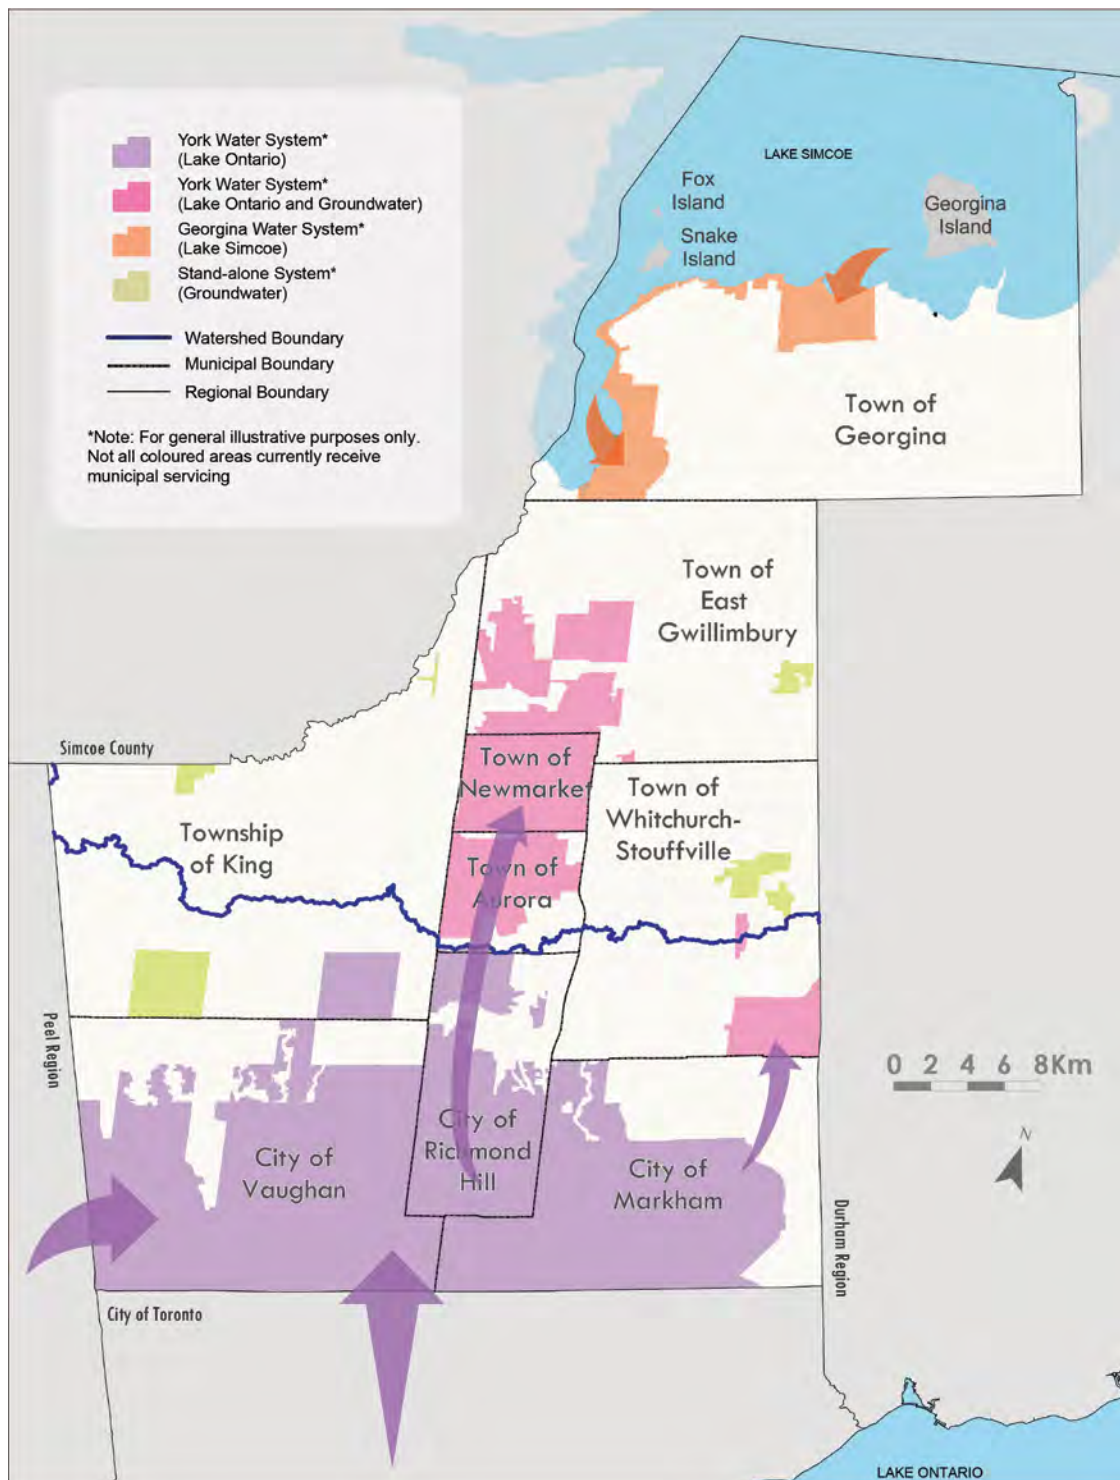 York Water System*
(Lake Ontario)
York Water System*
(Lake Ontario and Groundwater)
Georgina Water System*
(Lake Simcoe)
Stand-alone System*
(Groundwater)
Watershed Boundary
Municipal Boundary
Regional Boundary
*Note: For general illustrative purposes only.
Not all coloured areas currently receive
municipal servicing
LAKE SIMCOE
Fox
Island
Snake
Island
Georgina
Island
Town of
Georgina
Town of
East
Gwillimbury
Simcoe County
Town of
Newmarket
Town of
Whitchurch-
Stouffville
Township
of King
Town of
Aurora
Peel Region
0 2 4 6 8Km
N
City of
Richmond
Hill
City of
Vaughan
City of
Markham
Durham Region
City of Toronto
LAKE ONTARIO